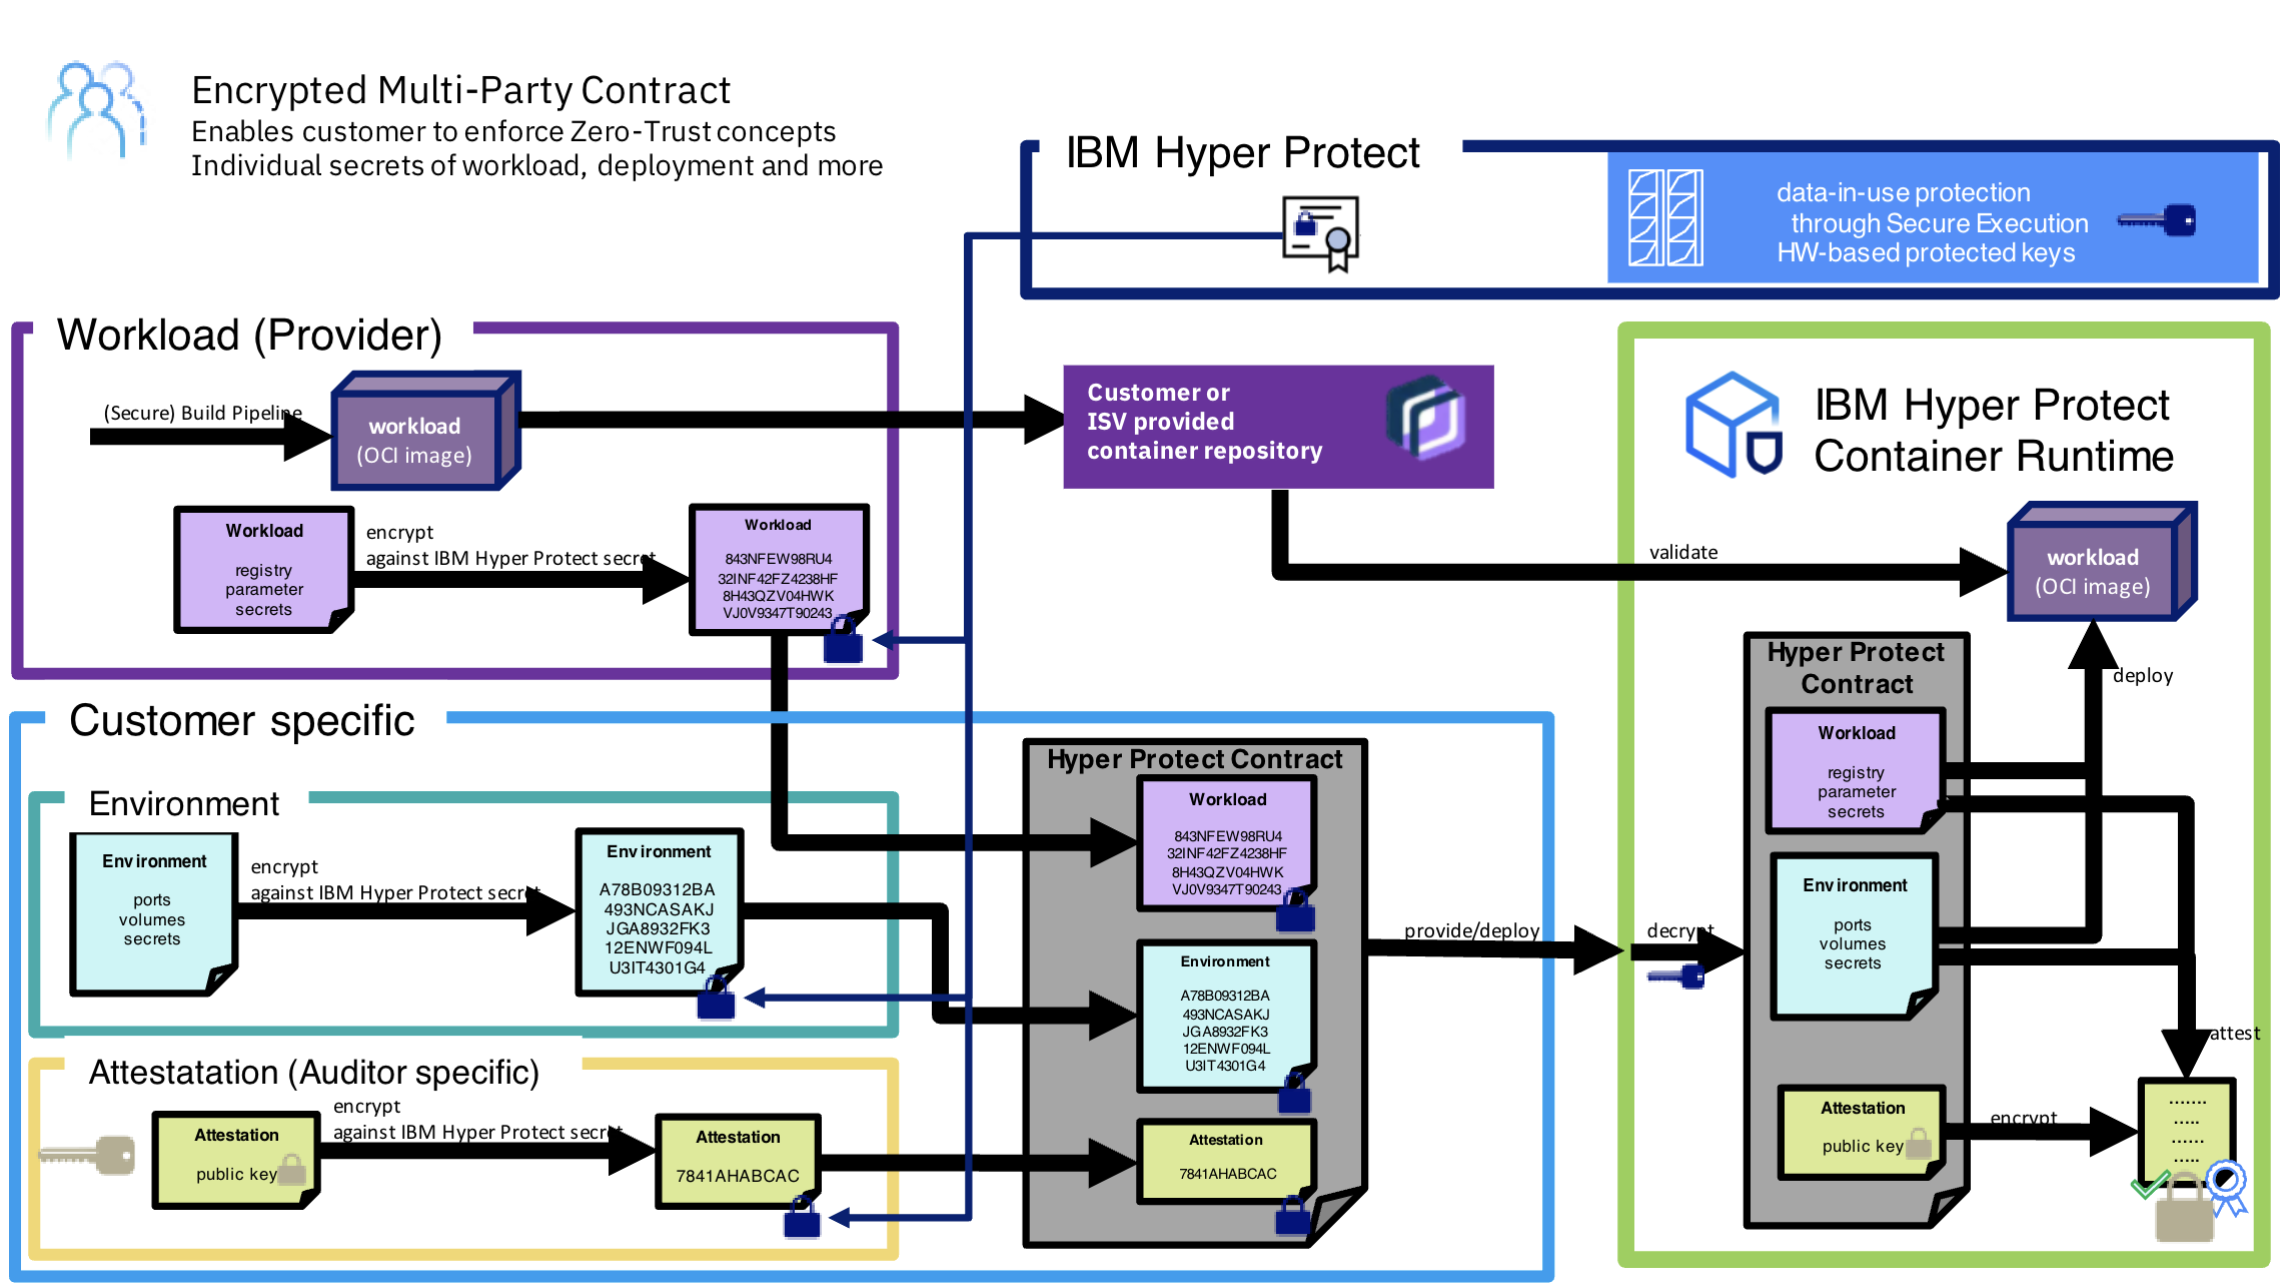 Encrypted Multi-Party Contract
Enables customer to enforce Zero-Trust concepts
Individual secrets of workload, deployment and more
IBM Hyper Protect
data-in-use protection
through Secure Execution
HW-based protected keys
Workload (Provider)
(Secure) Build Pipeline
workload
(OCI image)
Customer or
ISV provided
container repository
Workload
registry
parameter
secrets
encrypt
against IBM Hyper Protect secret
Workload
843NFEW98RU4
32INF42FZ4238HF
8H43QZV04HWK
VJ0V9347T90243
Customer specific
Environment
Environment
ports
volumes
secrets
encrypt
against IBM Hyper Protect secret
Environment
A78B09312BA
493NCASAKJ
JGA8932FK3
12ENWF094L
U3IT4301G4
Attestatation (Auditor specific)
Attestation
public key
encrypt
against IBM Hyper Protect secret
Attestation
7841AHABCAC
Hyper Protect Contract
Workload
843NFEW98RU4
32INF42FZ4238HF
8H43QZV04HWK
VJ0V9347T90243
Environment
A78B09312BA
493NCASAKJ
JGA8932FK3
12ENWF094L
U3IT4301G4
Attestation
7841AHABCAC
provide/deploy
IBM Hyper Protect
Container Runtime
validate
workload
(OCI image)
deploy
decrypt
Hyper Protect
Contract
Workload
registry
parameter
secrets
Environment
ports
volumes
secrets
Attestation
public key
encrypt
attest
.......
.....
......
.....